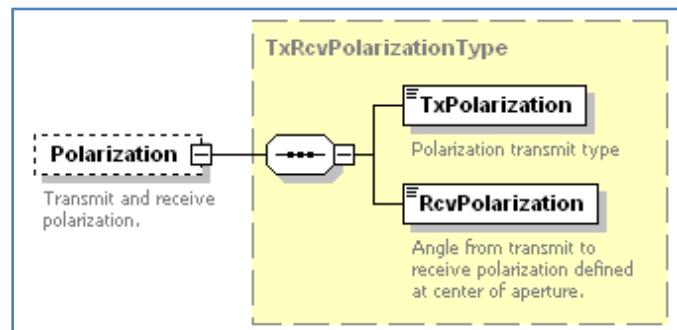 TxRcvPolarizationType
TxPolarization
Polarization transmit type
Polarization
Transmit and receive
polarization.
RcvPolarization
Angle from transmit to
receive polarization defined
at center of aperture.